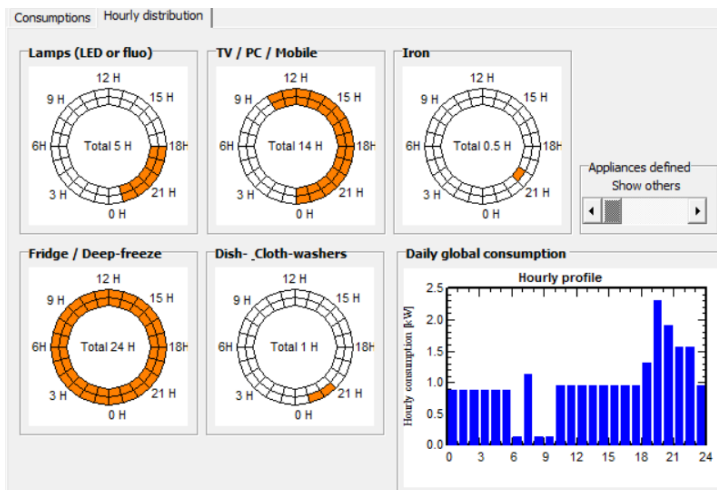 Consumptions Hourly distribution
Lamps (LED or fluo)
12 H
9 H 15 H
6H Total 5 H 18H
3 H 21 H
0 H
TV / PC / Mobile
12 H
9 H 15 H
6H Total 14 H 18H
3 H 21 H
0 H
Iron
12 H
9 H 15 H
6H Total 0.5 H 18H
3 H 21 H
0 H
Appliances defined
Show others
Fridge / Deep-freeze
12 H
9 H 15 H
6H Total 24 H 18H
3 H 21 H
0 H
Dish- _Cloth-washers
12 H
9 H 15 H
6H Total 1 H 18H
3 H 21 H
0 H
Daily global consumption
Hourly profile
Hourly consumption [kW]
2.5
2.0
1.5
1.0
0.5
0.0
0 3 6 9 12 15 18 21 24